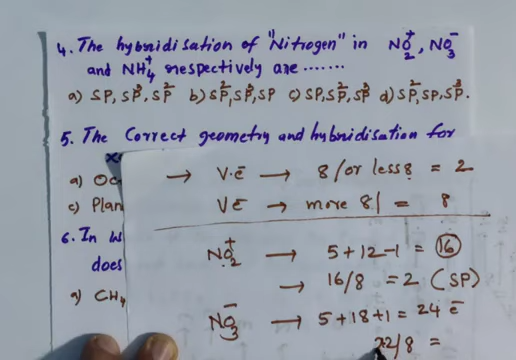 4. The hybridisation of "Nitrogen" in NO₂⁺, NO₃⁻
and NH₄⁺ respectively are .......
a) SP, SP³, SP² b) SP², SP³, SP c) SP, SP², SP³ d) SP², SP, SP³.
5. The Correct geometry and hybridisation for
a) Oc
→ V.ē → 8/or less 8 = 2
c) Plan
VĒ → more 8/ = 8
6. In
NO₂⁺ → 5+12-1 = 16
does
→ 16/8 = 2 (SP)
a) CH₄
NO₃⁻ → 5+18+1 = 24 ē
22/8 =